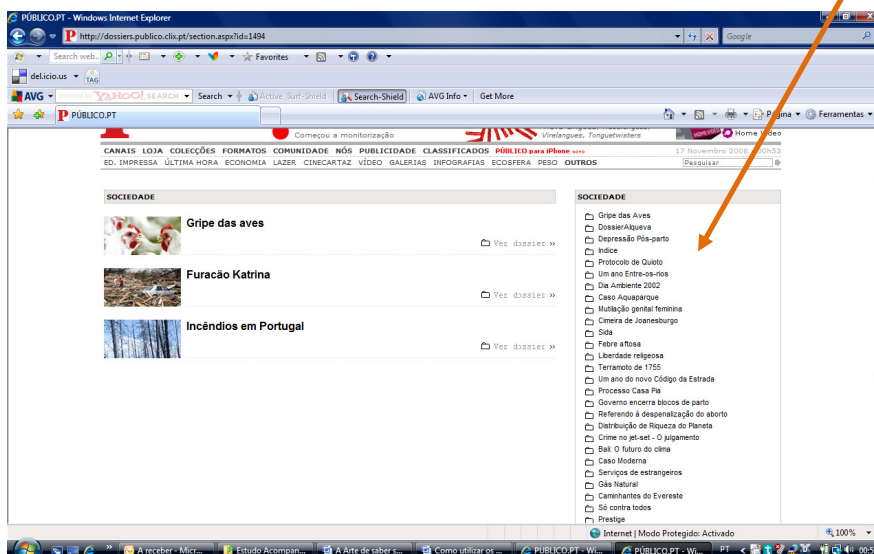 PÚBLICO.PT - Windows Internet Explorer
http://dossiers.publico.clix.pt/section.aspx?id=1494
Google
Search web..
Favorites
del.icio.us
TAG
AVG
powered by YAHOO! SEARCH
Search
Active Surf-Shield
Search-Shield
AVG Info
Get More
PÚBLICO.PT
Página
Ferramentas
Começou a monitorização
Virelangues, Tonguetwisters
Home Video
CANAIS LOJA COLECÇÕES FORMATOS COMUNIDADE NÓS PUBLICIDADE CLASSIFICADOS PÚBLICO para iPhone
17 Novembro 2008
ED. IMPRESSA ÚLTIMA HORA ECONOMIA LAZER CINECARTAZ VÍDEO GALERIAS INFOGRAFIAS ECOSFERA PESO OUTROS
Pesquisar
SOCIEDADE
Gripe das aves
Ver dossier »
Furacão Katrina
Ver dossier »
Incêndios em Portugal
Ver dossier »
SOCIEDADE
Gripe das Aves
DossierAlqueva
Depressão Pós-parto
Indice
Protocolo de Quioto
Um ano Entre-os-rios
Dia Ambiente 2002
Caso Aquaparque
Mutilação genital feminina
Cimeira de Joanesburgo
Sida
Febre aftosa
Liberdade religeosa
Terramoto de 1755
Um ano do novo Código da Estrada
Processo Casa Pia
Governo encerra blocos de parto
Referendo à despenalização do aborto
Distribuição de Riqueza do Planeta
Crime no jet-set - O julgamento
Bali: O futuro do clima
Caso Moderna
Serviços de estrangeiros
Gás Natural
Caminhantes do Evereste
Só contra todos
Prestige
Internet | Modo Protegido: Activado
100%
A receber - Micr...
Estudo Acompan...
A Arte de saber s...
Como utilizar os ...
PÚBLICO.PT - Wi...
PÚBLICO.PT - Wi...
PT